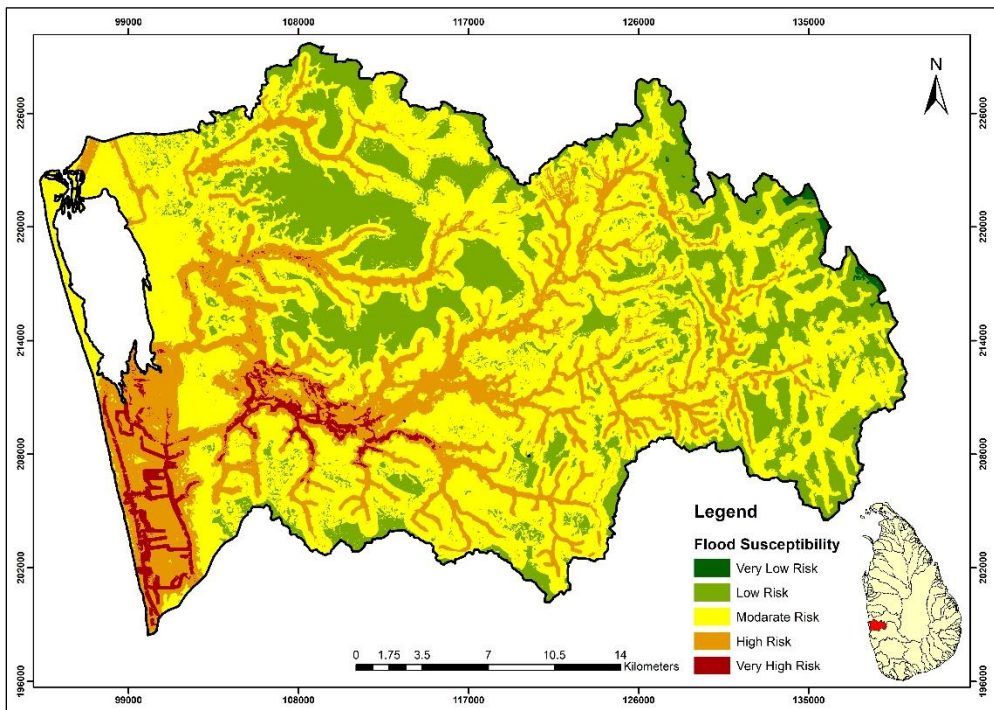 99000 108000 117000 126000 135000
N
226000 226000
220000 220000
214000 214000
208000 208000
202000 202000
196000 196000
Legend
Flood Susceptibility
Very Low Risk
Low Risk
Modarate Risk
High Risk
Very High Risk
0 1.75 3.5 7 10.5 14
Kilometers
99000 108000 117000 126000 135000